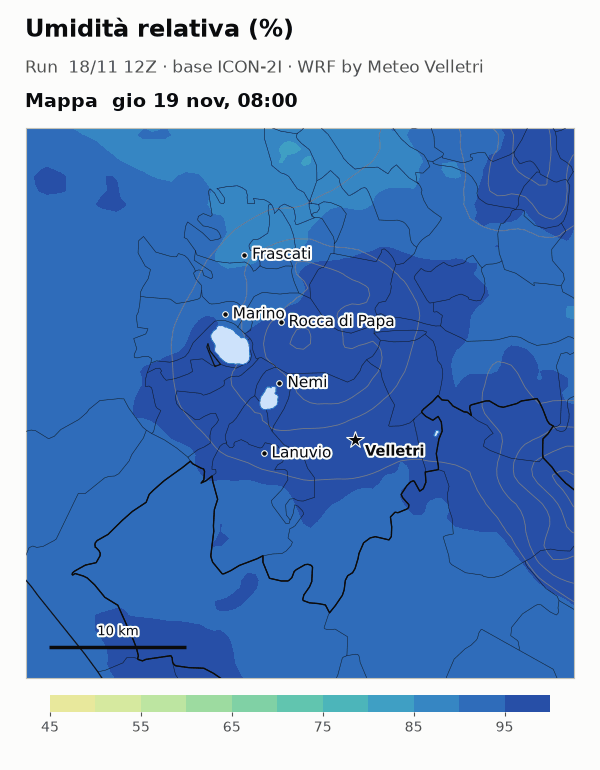 Umidità relativa (%)
Run  18/11 12Z · base ICON-2I · WRF by Meteo Velletri
Mappa  gio 19 nov, 08:00
Frascati
Marino
Rocca di Papa
Nemi
Velletri
Lanuvio
10 km
45 55 65 75 85 95